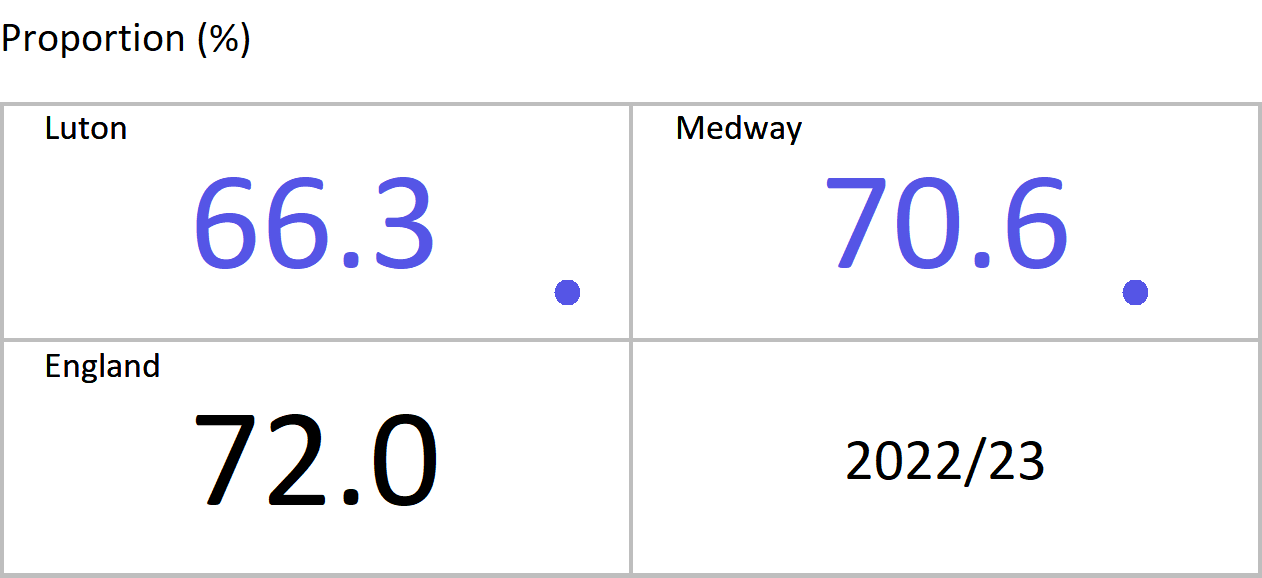 Proportion (%)
Luton
66.3
Medway
70.6
England
72.0
2022/23